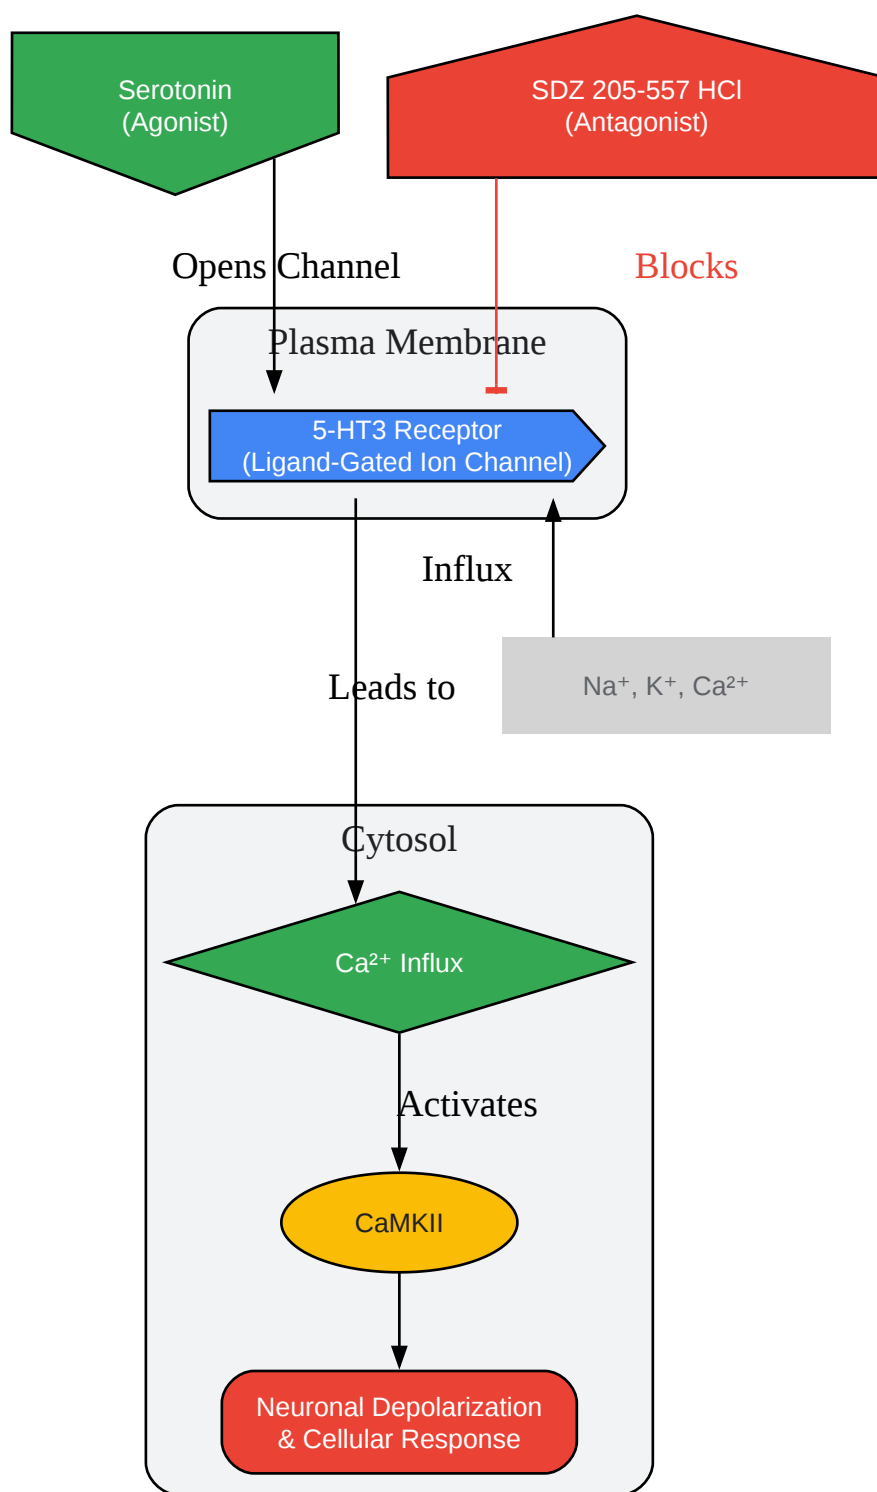 Serotonin
(Agonist)
SDZ 205-557 HCl
(Antagonist)
Opens Channel
Blocks
Plasma Membrane
5-HT3 Receptor
(Ligand-Gated Ion Channel)
Influx
Leads to
Na⁺, K⁺, Ca²⁺
Cytosol
Ca²⁺ Influx
Activates
CaMKII
Neuronal Depolarization
& Cellular Response